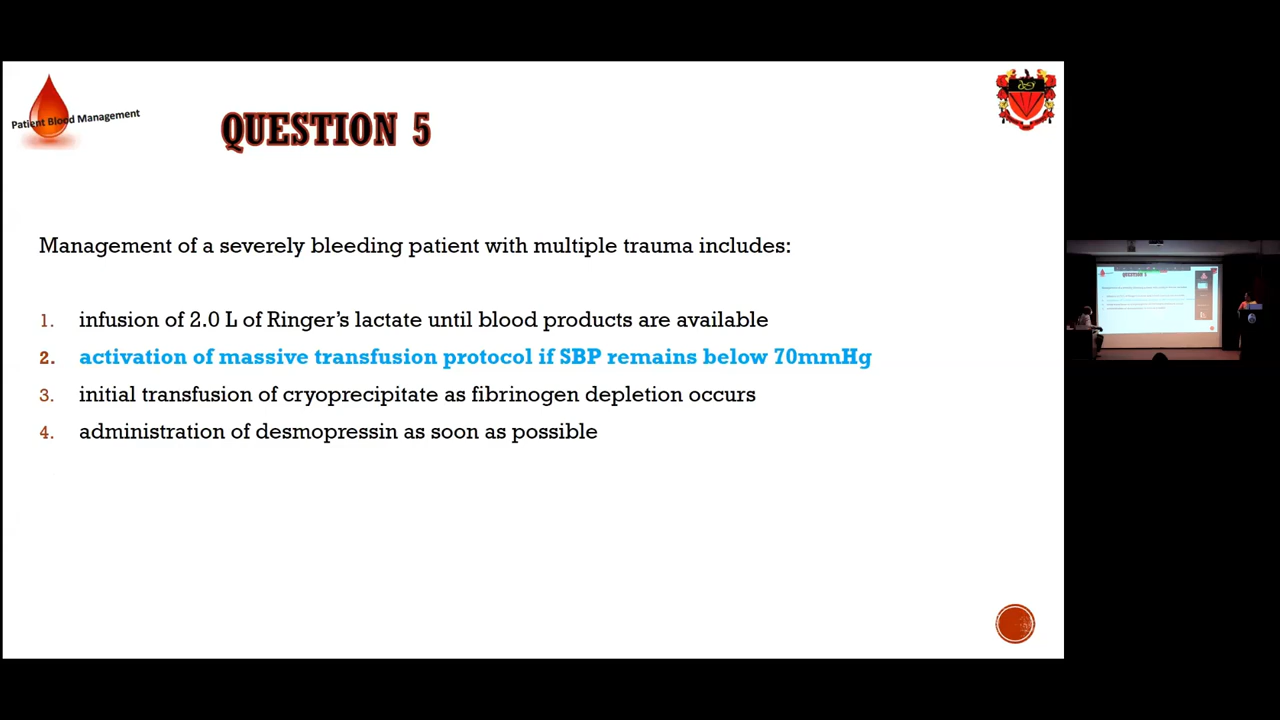 Patient Blood Management
QUESTION 5
Management of a severely bleeding patient with multiple trauma includes:
1. infusion of 2.0 L of Ringer's lactate until blood products are available
2. activation of massive transfusion protocol if SBP remains below 70mmHg
3. initial transfusion of cryoprecipitate as fibrinogen depletion occurs
4. administration of desmopressin as soon as possible
QUESTION 5